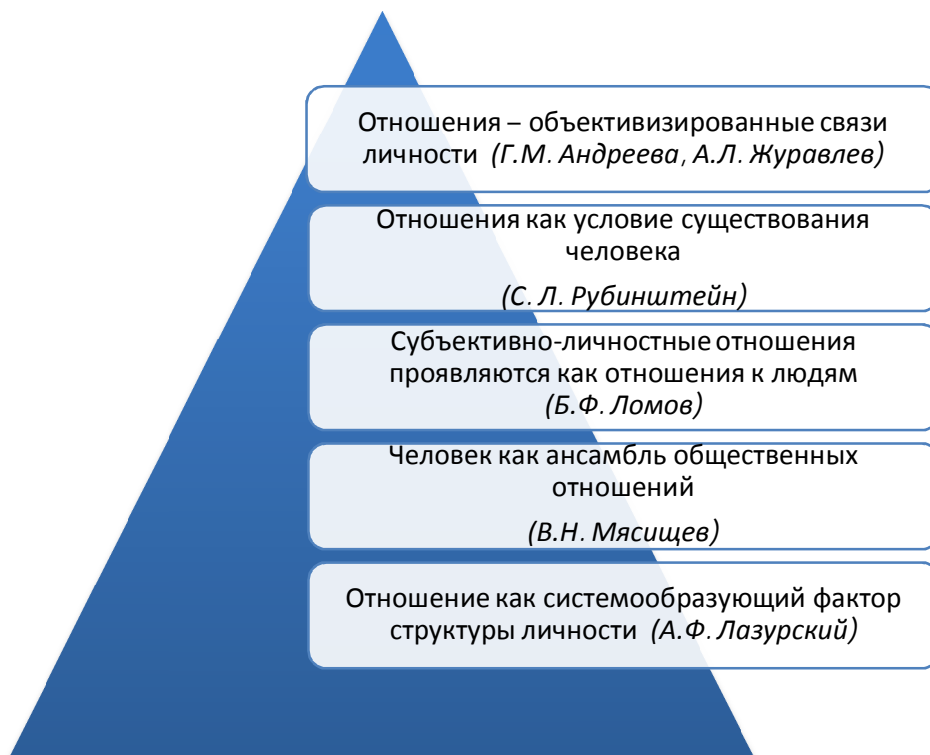 Отношения – объективизированные связи
личности (Г.М. Андреева, А.Л. Журавлев)
Отношения как условие существования
человека
(С. Л. Рубинштейн)
Субъективно-личностные отношения
проявляются как отношения к людям
(Б.Ф. Ломов)
Человек как ансамбль общественных
отношений
(В.Н. Мясищев)
Отношение как системообразующий фактор
структуры личности (А.Ф. Лазурский)